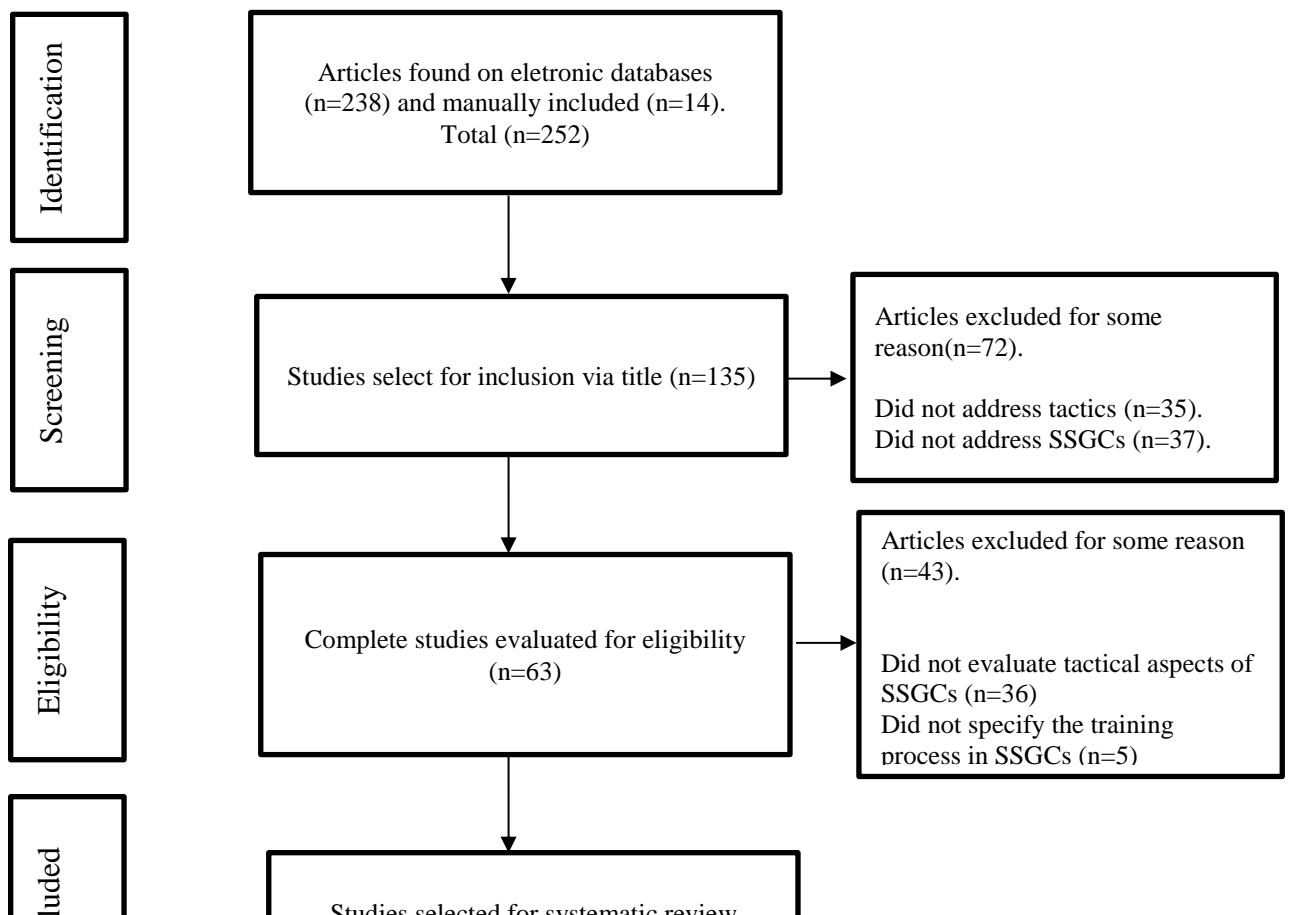 Identification
Articles found on eletronic databases
(n=238) and manually included (n=14).
Total (n=252)
Screening
Studies select for inclusion via title (n=135)
Articles excluded for some
reason(n=72).
Did not address tactics (n=35).
Did not address SSGCs (n=37).
Eligibility
Complete studies evaluated for eligibility
(n=63)
Articles excluded for some reason
(n=43).
Did not evaluate tactical aspects of
SSGCs (n=36)
Did not specify the training
process in SSGCs (n=5)
luded
Studies selected for systematic review